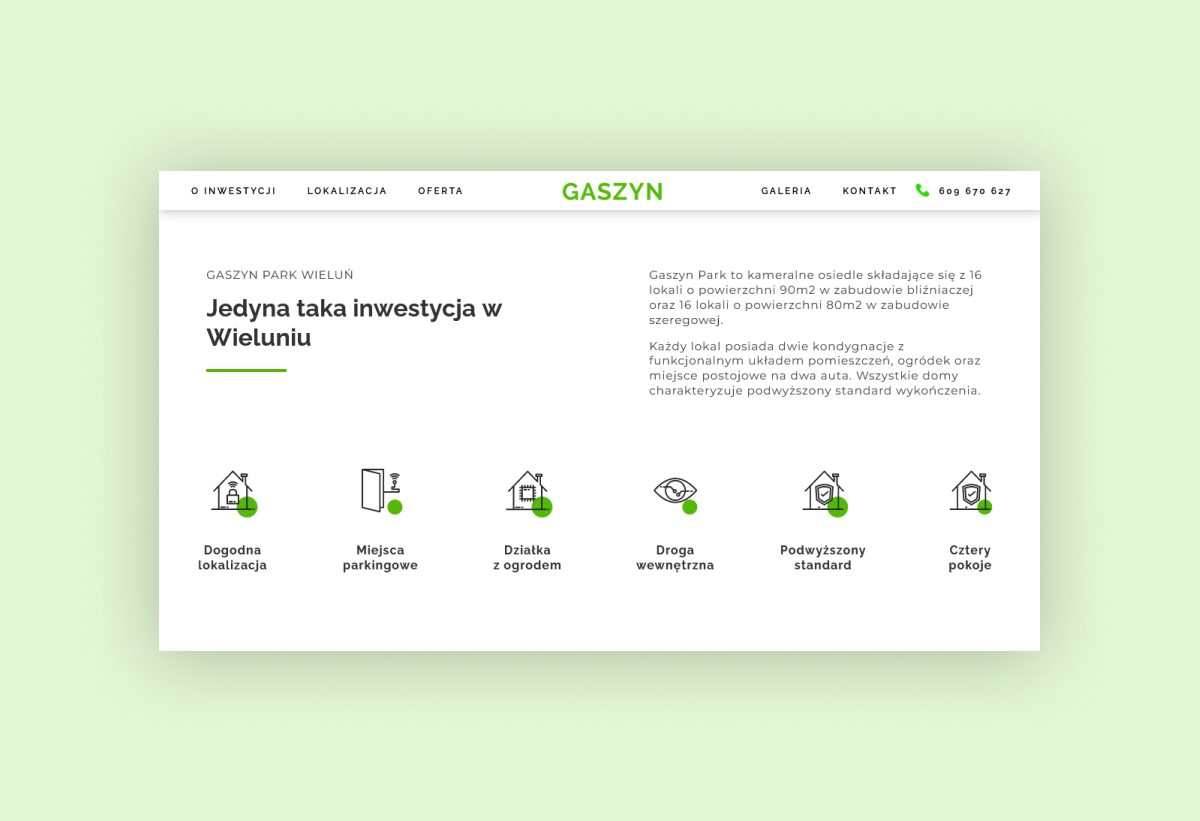 O INWESTYCJI LOKALIZACJA OFERTA GASZYN GALERIA KONTAKT 609 670 627
GASZYN PARK WIELUŃ
Jedyna taka inwestycja w
Wieluniu
Gaszyn Park to kameralne osiedle składające się z 16
lokali o powierzchni 90m2 w zabudowie bliźniaczej
oraz 16 lokali o powierzchni 80m2 w zabudowie
szeregowej.
Każdy lokal posiada dwie kondygnacje z
funkcjonalnym układem pomieszczeń, ogródek oraz
miejsce postojowe na dwa auta. Wszystkie domy
charakteryzuje podwyższony standard wykończenia.
Dogodna
lokalizacja
Miejsca
parkingowe
Działka
z ogrodem
Droga
wewnętrzna
Podwyższony
standard
Cztery
pokoje